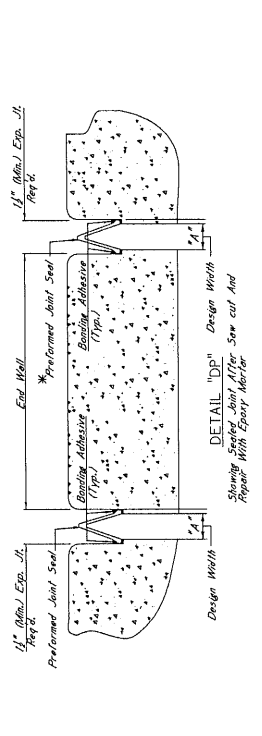 1½" (Min.) Exp. Jt.
Req'd.
Preformed Joint Seal
End Wall
*Preformed Joint Seal
1½" (Min.) Exp. Jt.
Req'd.
Bonding Adhesive
(Typ.)
Bonding Adhesive
(Typ.)
"A"
Design Width
"A"
Design Width
DETAIL "DP"
Showing Sealed Joint After Saw cut And
Repair With Epoxy Mortar